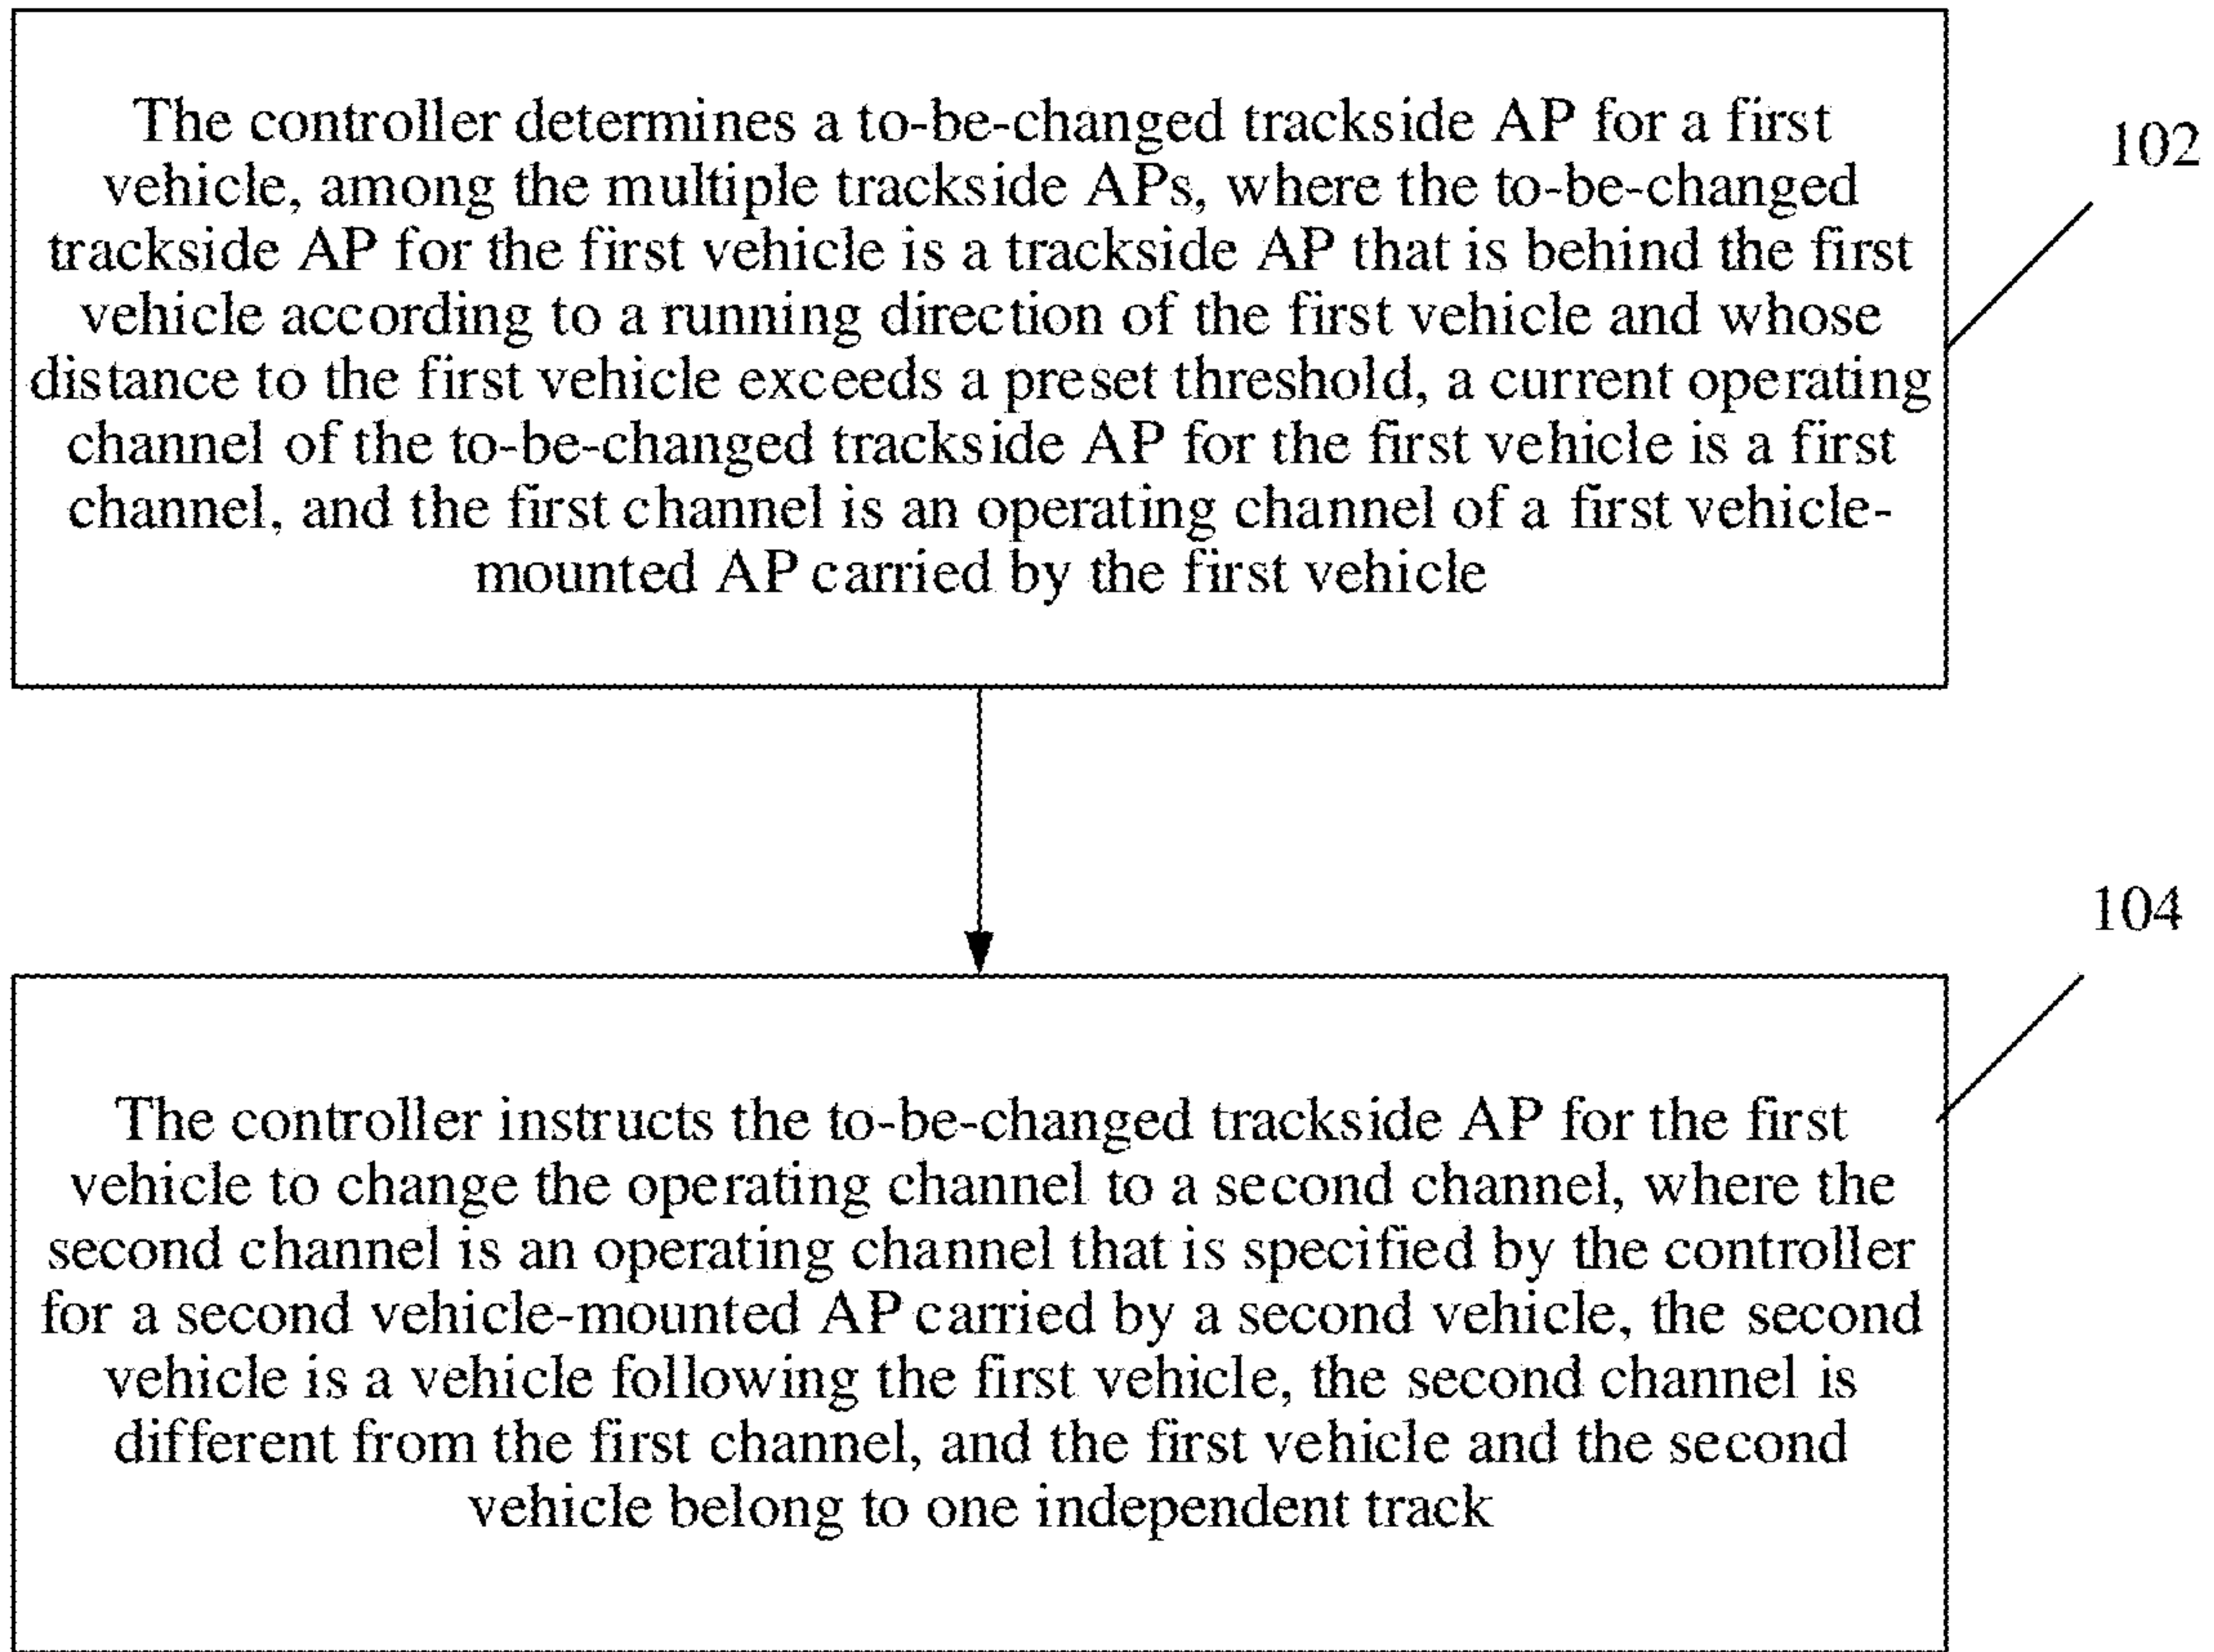 The controller determines a to-be-changed trackside AP for a first
vehicle, among the multiple trackside APs, where the to-be-changed
trackside AP for the first vehicle is a trackside AP that is behind the first
vehicle according to a running direction of the first vehicle and whose
distance to the first vehicle exceeds a preset threshold, a current operating
channel of the to-be-changed trackside AP for the first vehicle is a first
channel, and the first channel is an operating channel of a first vehicle-
mounted AP carried by the first vehicle
102
The controller instructs the to-be-changed trackside AP for the first
vehicle to change the operating channel to a second channel, where the
second channel is an operating channel that is specified by the controller
for a second vehicle-mounted AP carried by a second vehicle, the second
vehicle is a vehicle following the first vehicle, the second channel is
different from the first channel, and the first vehicle and the second
vehicle belong to one independent track
104